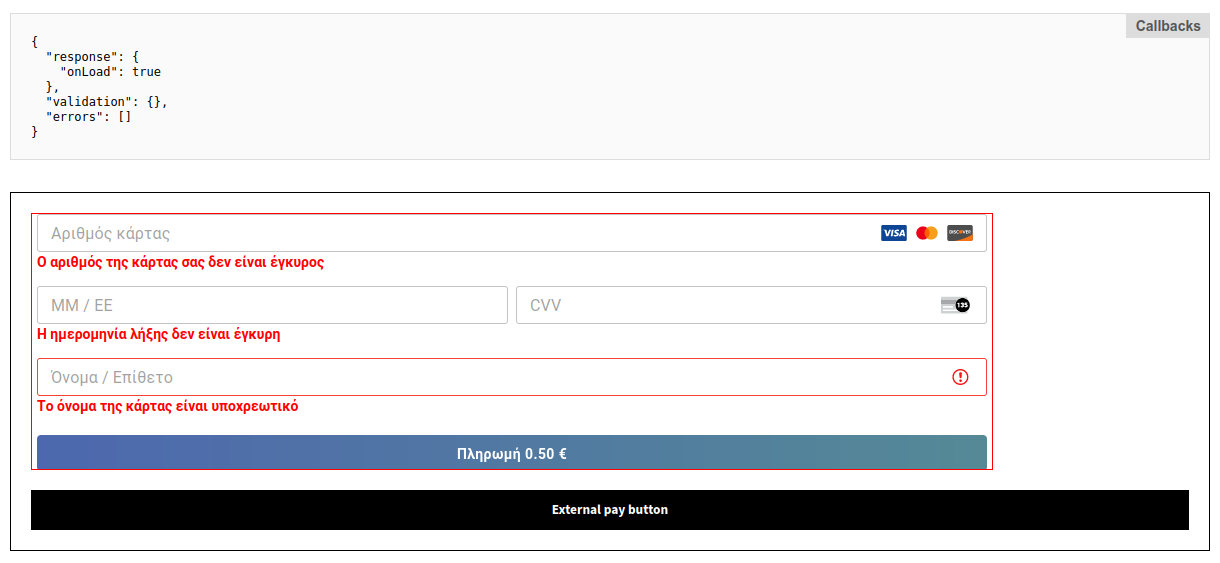 Callbacks
{
  "response": {
    "onLoad": true
  },
  "validation": {},
  "errors": []
}
Αριθμός κάρτας
VISA
DISCOVER
Ο αριθμός της κάρτας σας δεν είναι έγκυρος
ΜΜ / ΕΕ
CVV
135
Η ημερομηνία λήξης δεν είναι έγκυρη
Όνομα / Επίθετο
Το όνομα της κάρτας είναι υποχρεωτικό
Πληρωμή 0.50 €
External pay button